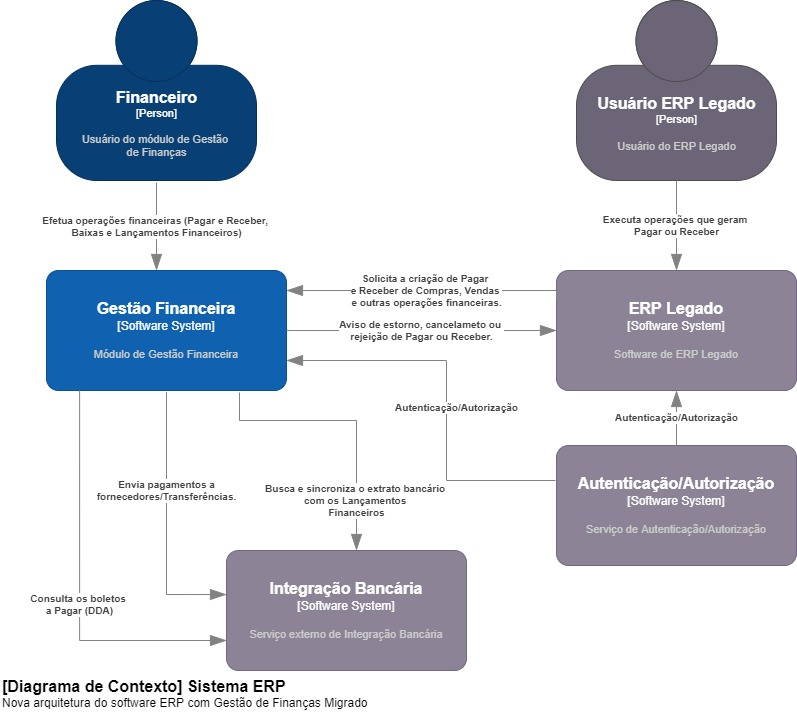 Financeiro
[Person]
Usuário do módulo de Gestão
de Finanças
Usuário ERP Legado
[Person]
Usuário do ERP Legado
Efetua operações financeiras (Pagar e Receber,
Baixas e Lançamentos Financeiros)
Executa operações que geram
Pagar ou Receber
Gestão Financeira
[Software System]
Módulo de Gestão Financeira
Solicita a criação de Pagar
e Receber de Compras, Vendas
e outras operações financeiras.
Aviso de estorno, cancelameto ou
rejeição de Pagar ou Receber.
ERP Legado
[Software System]
Software de ERP Legado
Autenticação/Autorização
Autenticação/Autorização
Autenticação/Autorização
[Software System]
Serviço de Autenticação/Autorização
Envia pagamentos a
fornecedores/Transferências.
Busca e sincroniza o extrato bancário
com os Lançamentos
Financeiros
Consulta os boletos
a Pagar (DDA)
Integração Bancária
[Software System]
Serviço externo de Integração Bancária
[Diagrama de Contexto] Sistema ERP
Nova arquitetura do software ERP com Gestão de Finanças Migrado